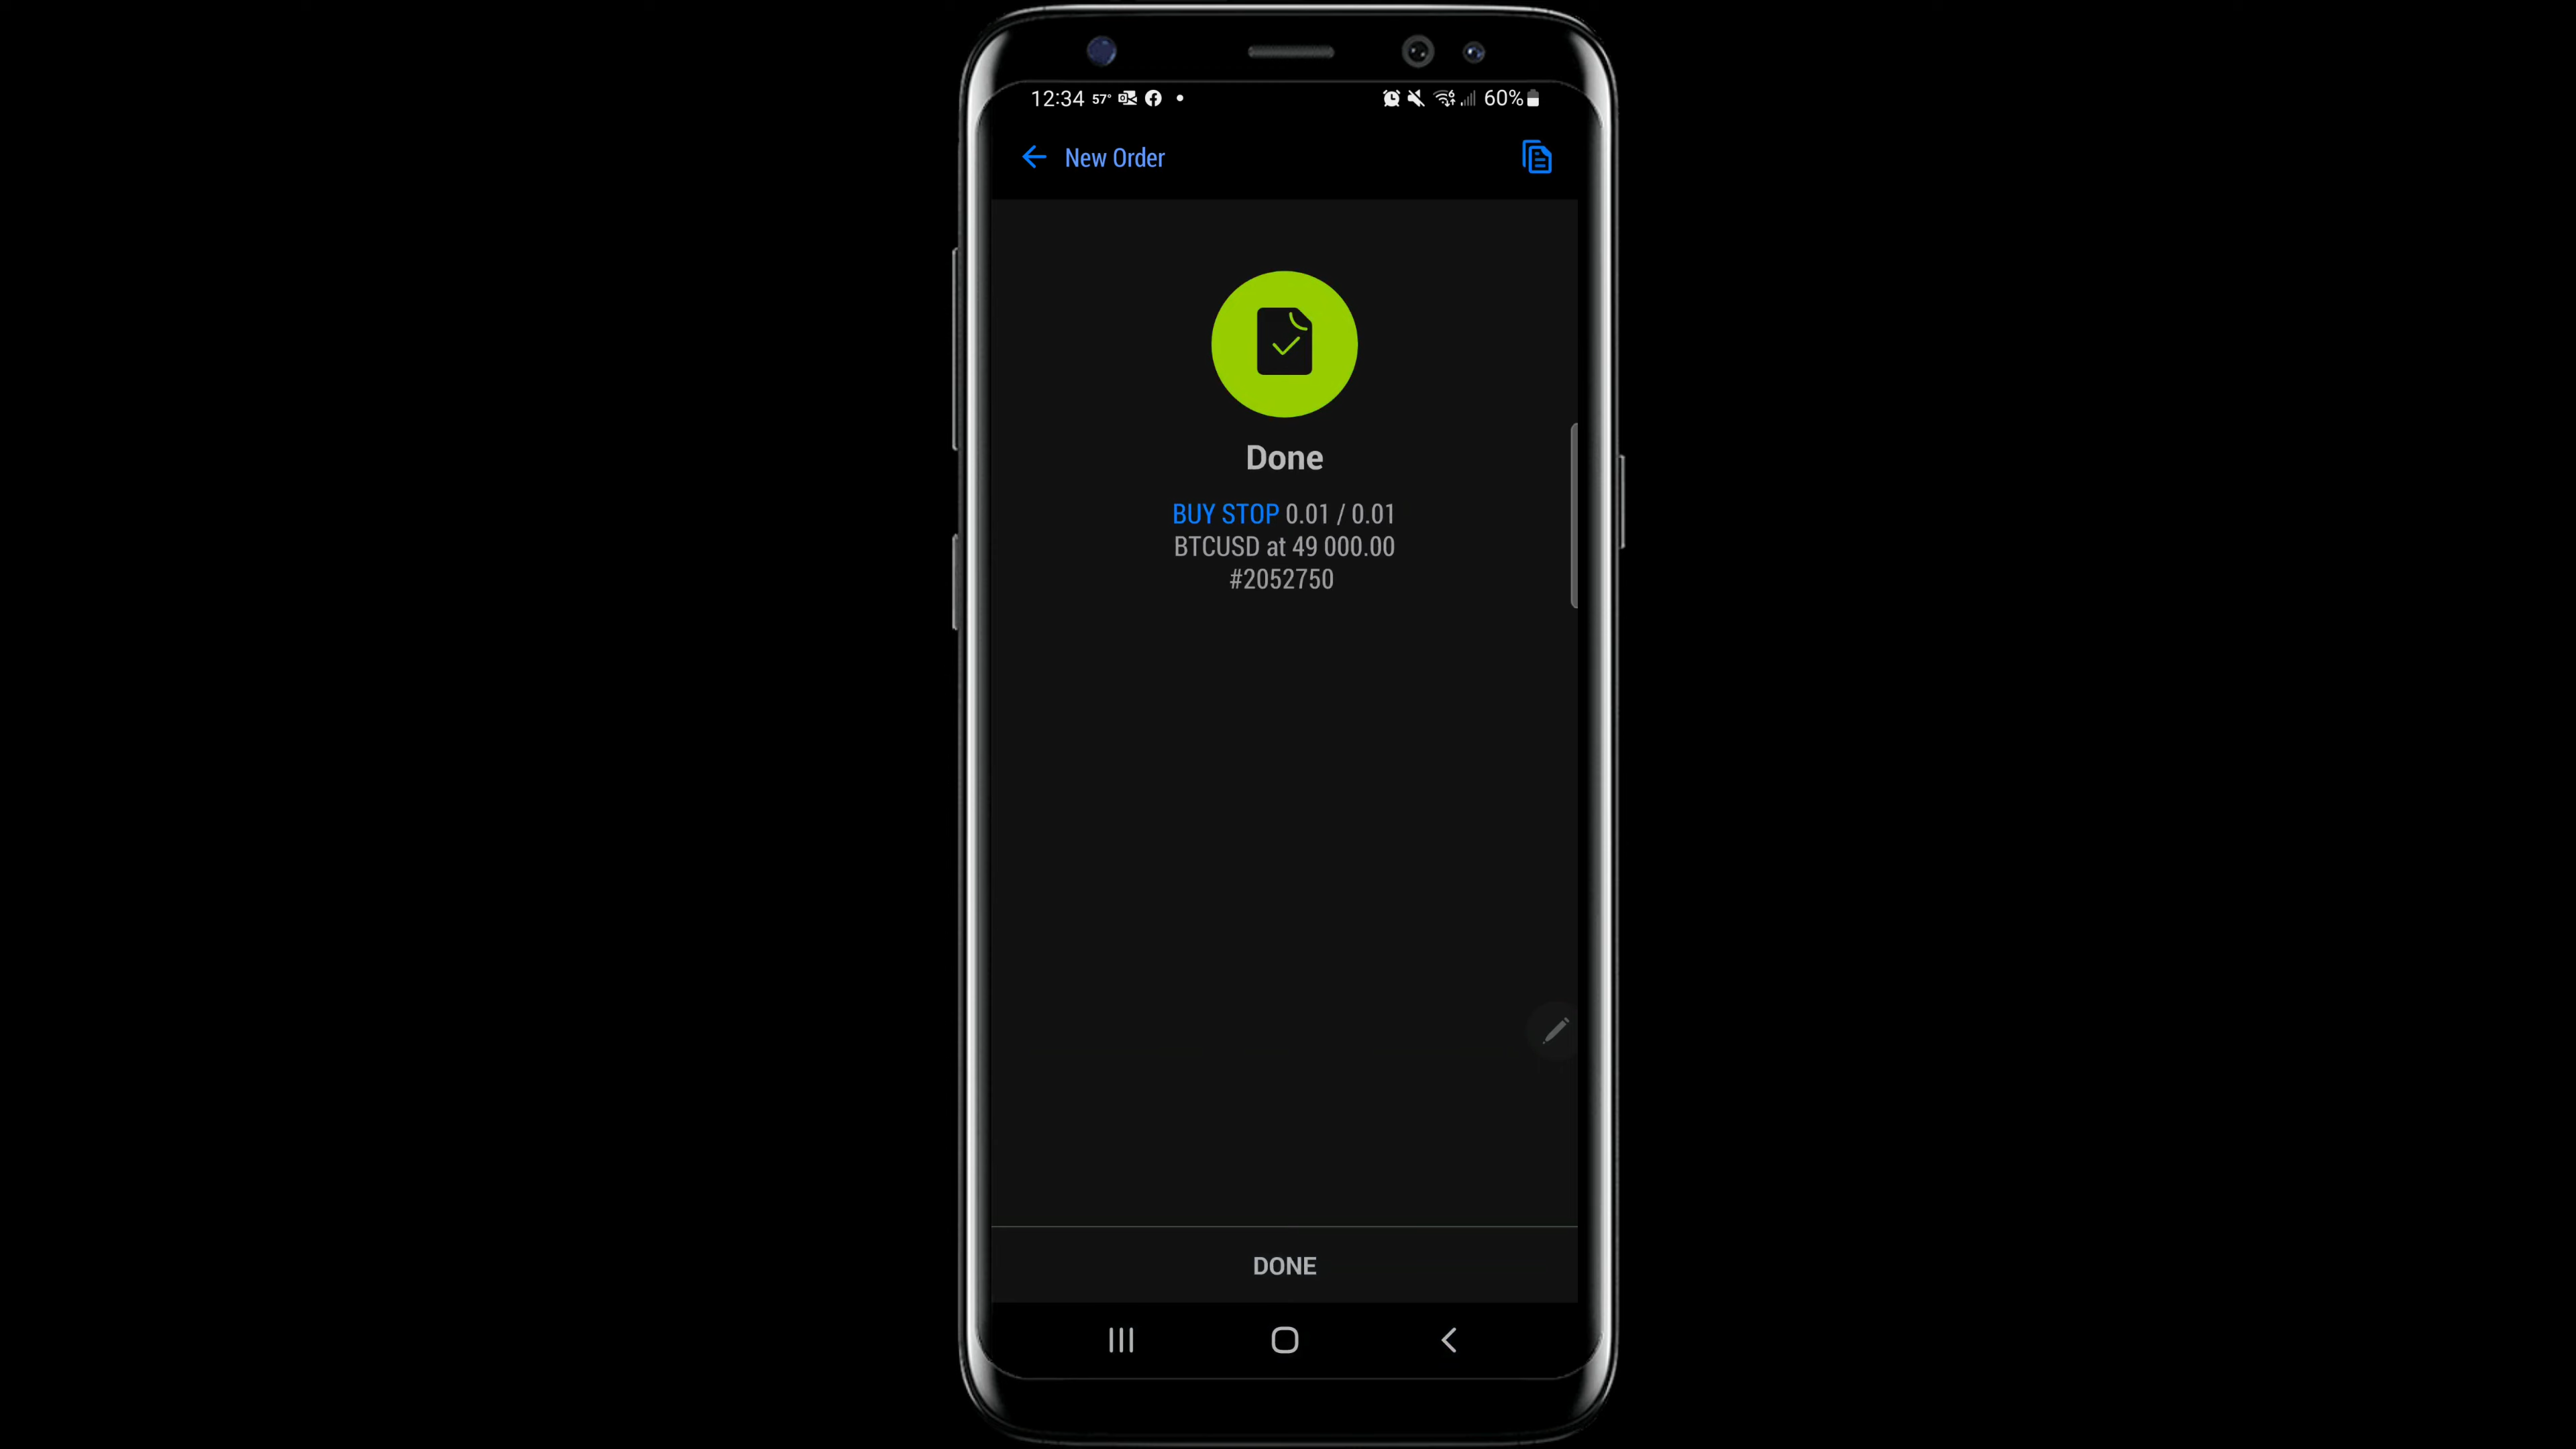 12:34 57° 60%
New Order
Done
BUY STOP 0.01 / 0.01
BTCUSD at 49 000.00
#2052750
DONE